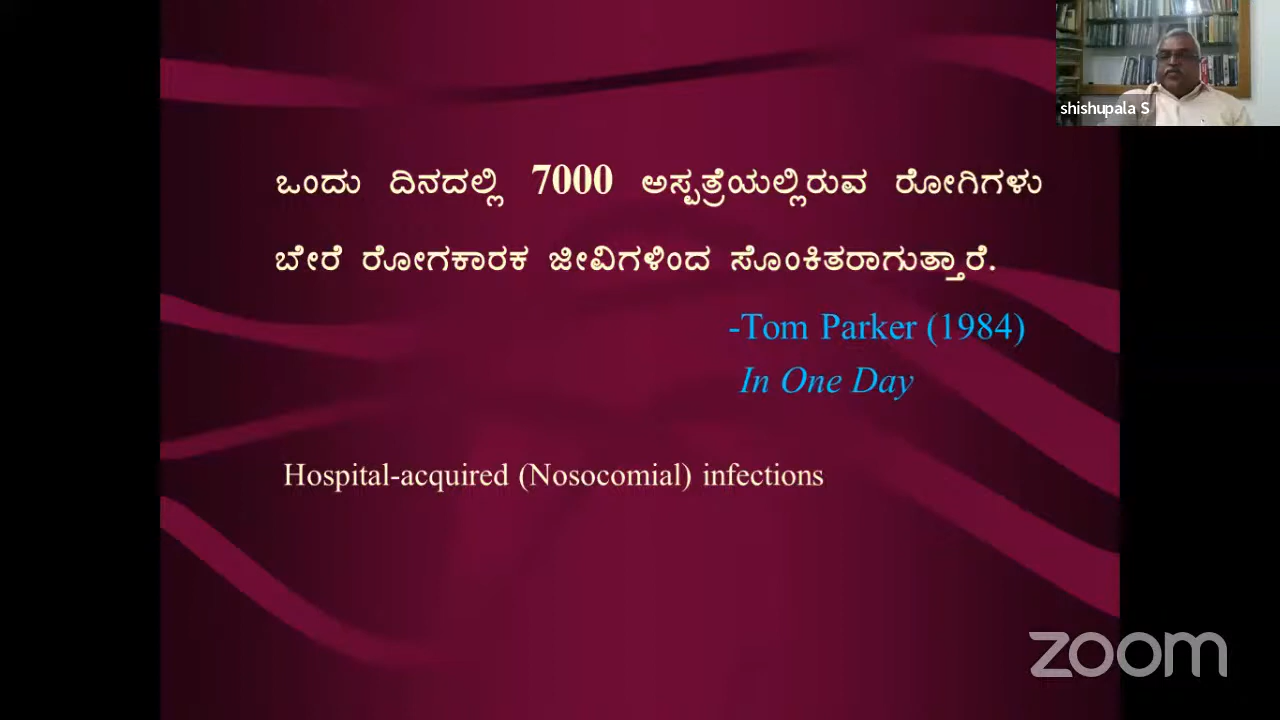 shishupala S
ಒಂದು ದಿನದಲ್ಲಿ 7000 ಅಸ್ಪತ್ರೆಯಲ್ಲಿರುವ ರೋಗಿಗಳು
ಬೇರೆ ರೋಗಕಾರಕ ಜೀವಿಗಳಿಂದ ಸೊಂಕಿತರಾಗುತ್ತಾರೆ.
-Tom Parker (1984)
In One Day
Hospital-acquired (Nosocomial) infections
zoom